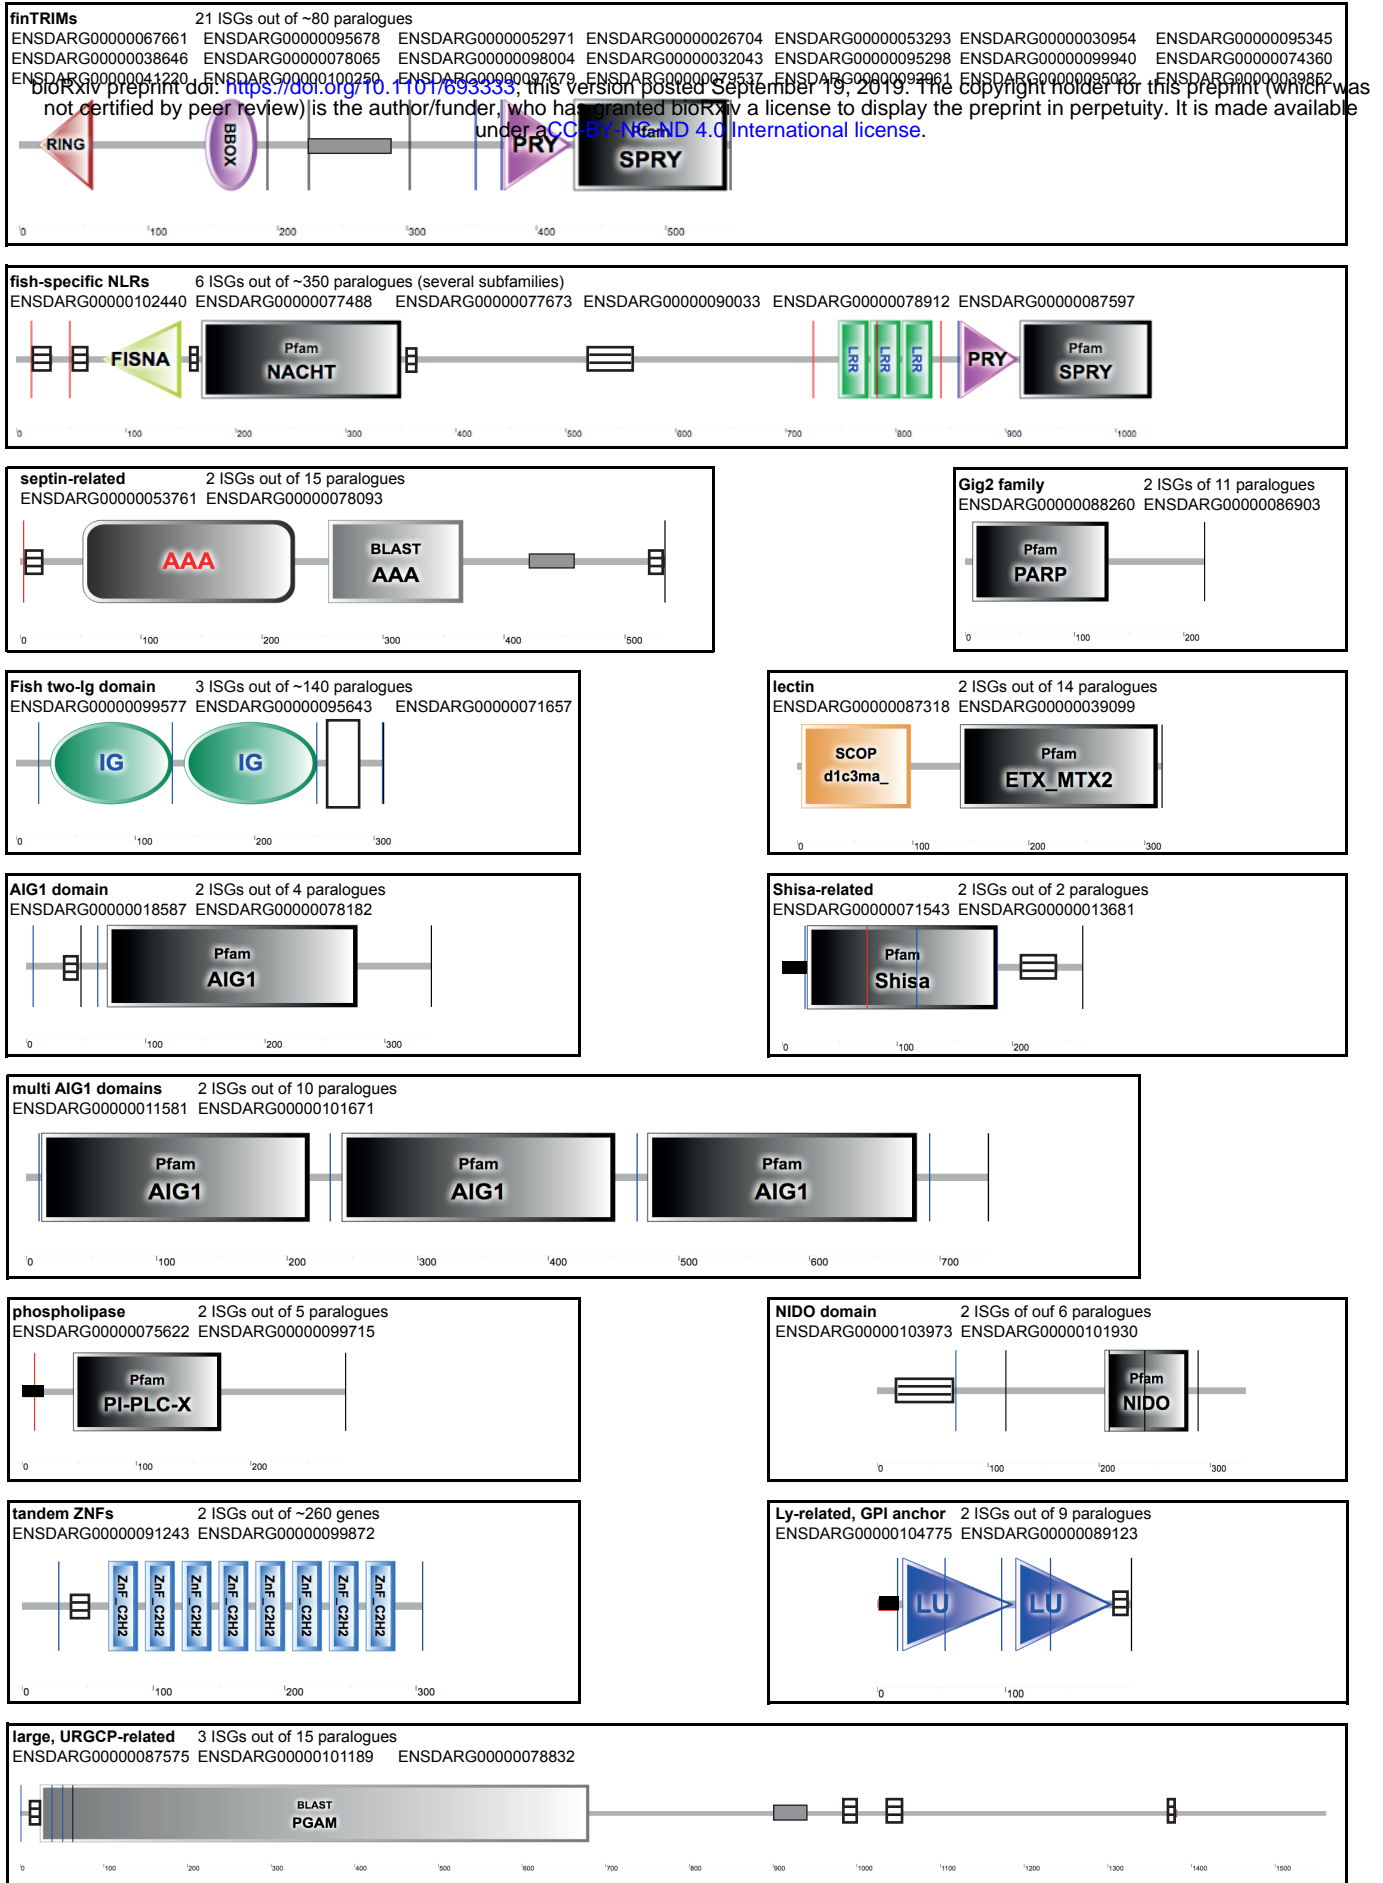 finTRIMs 21 ISGs out of ~80 paralogues
ENSDARG00000067661 ENSDARG00000095678 ENSDARG00000052971 ENSDARG00000026704 ENSDARG00000053293 ENSDARG00000030954 ENSDARG00000095345
ENSDARG00000038646 ENSDARG00000078065 ENSDARG00000098004 ENSDARG00000032043 ENSDARG00000095298 ENSDARG00000099940 ENSDARG00000074360
ENSDARG00000041220 ENSDARG00000100250 ENSDARG00000097679 ENSDARG00000079537 ENSDARG00000092961 ENSDARG00000095032 ENSDARG00000039862
bioRxiv preprint doi: https://doi.org/10.1101/693333; this version posted September 19, 2019. The copyright holder for this preprint (which was
not certified by peer review) is the author/funder, who has granted bioRxiv a license to display the preprint in perpetuity. It is made available
under aCC-BY-NC-ND 4.0 International license.
RING BBOX PRY Pfam SPRY
0 100 200 300 400 500
fish-specific NLRs 6 ISGs out of ~350 paralogues (several subfamilies)
ENSDARG00000102440 ENSDARG00000077488 ENSDARG00000077673 ENSDARG00000090033 ENSDARG00000078912 ENSDARG00000087597
FISNA Pfam NACHT LRR LRR LRR PRY Pfam SPRY
0 100 200 300 400 500 600 700 800 900 1000
septin-related 2 ISGs out of 15 paralogues
ENSDARG00000053761 ENSDARG00000078093
AAA BLAST AAA
0 100 200 300 400 500
Gig2 family 2 ISGs of 11 paralogues
ENSDARG00000088260 ENSDARG00000086903
Pfam PARP
0 100 200
Fish two-Ig domain 3 ISGs out of ~140 paralogues
ENSDARG00000099577 ENSDARG00000095643 ENSDARG00000071657
IG IG
0 100 200 300
lectin 2 ISGs out of 14 paralogues
ENSDARG00000087318 ENSDARG00000039099
SCOP d1c3ma_ Pfam ETX_MTX2
0 100 200 300
AIG1 domain 2 ISGs out of 4 paralogues
ENSDARG00000018587 ENSDARG00000078182
Pfam AIG1
0 100 200 300
Shisa-related 2 ISGs out of 2 paralogues
ENSDARG00000071543 ENSDARG00000013681
Pfam Shisa
0 100 200
multi AIG1 domains 2 ISGs out of 10 paralogues
ENSDARG00000011581 ENSDARG00000101671
Pfam AIG1 Pfam AIG1 Pfam AIG1
0 100 200 300 400 500 600 700
phospholipase 2 ISGs out of 5 paralogues
ENSDARG00000075622 ENSDARG00000099715
Pfam PI-PLC-X
0 100 200
NIDO domain 2 ISGs of ouf 6 paralogues
ENSDARG00000103973 ENSDARG00000101930
Pfam NIDO
0 100 200 300
tandem ZNFs 2 ISGs out of ~260 genes
ENSDARG00000091243 ENSDARG00000099872
ZnF_C2H2 ZnF_C2H2 ZnF_C2H2 ZnF_C2H2 ZnF_C2H2 ZnF_C2H2 ZnF_C2H2 ZnF_C2H2
0 100 200 300
Ly-related, GPI anchor 2 ISGs out of 9 paralogues
ENSDARG00000104775 ENSDARG00000089123
LU LU
0 100
large, URGCP-related 3 ISGs out of 15 paralogues
ENSDARG00000087575 ENSDARG00000101189 ENSDARG00000078832
BLAST PGAM
0 100 200 300 400 500 600 700 800 900 1000 1100 1200 1300 1400 1500